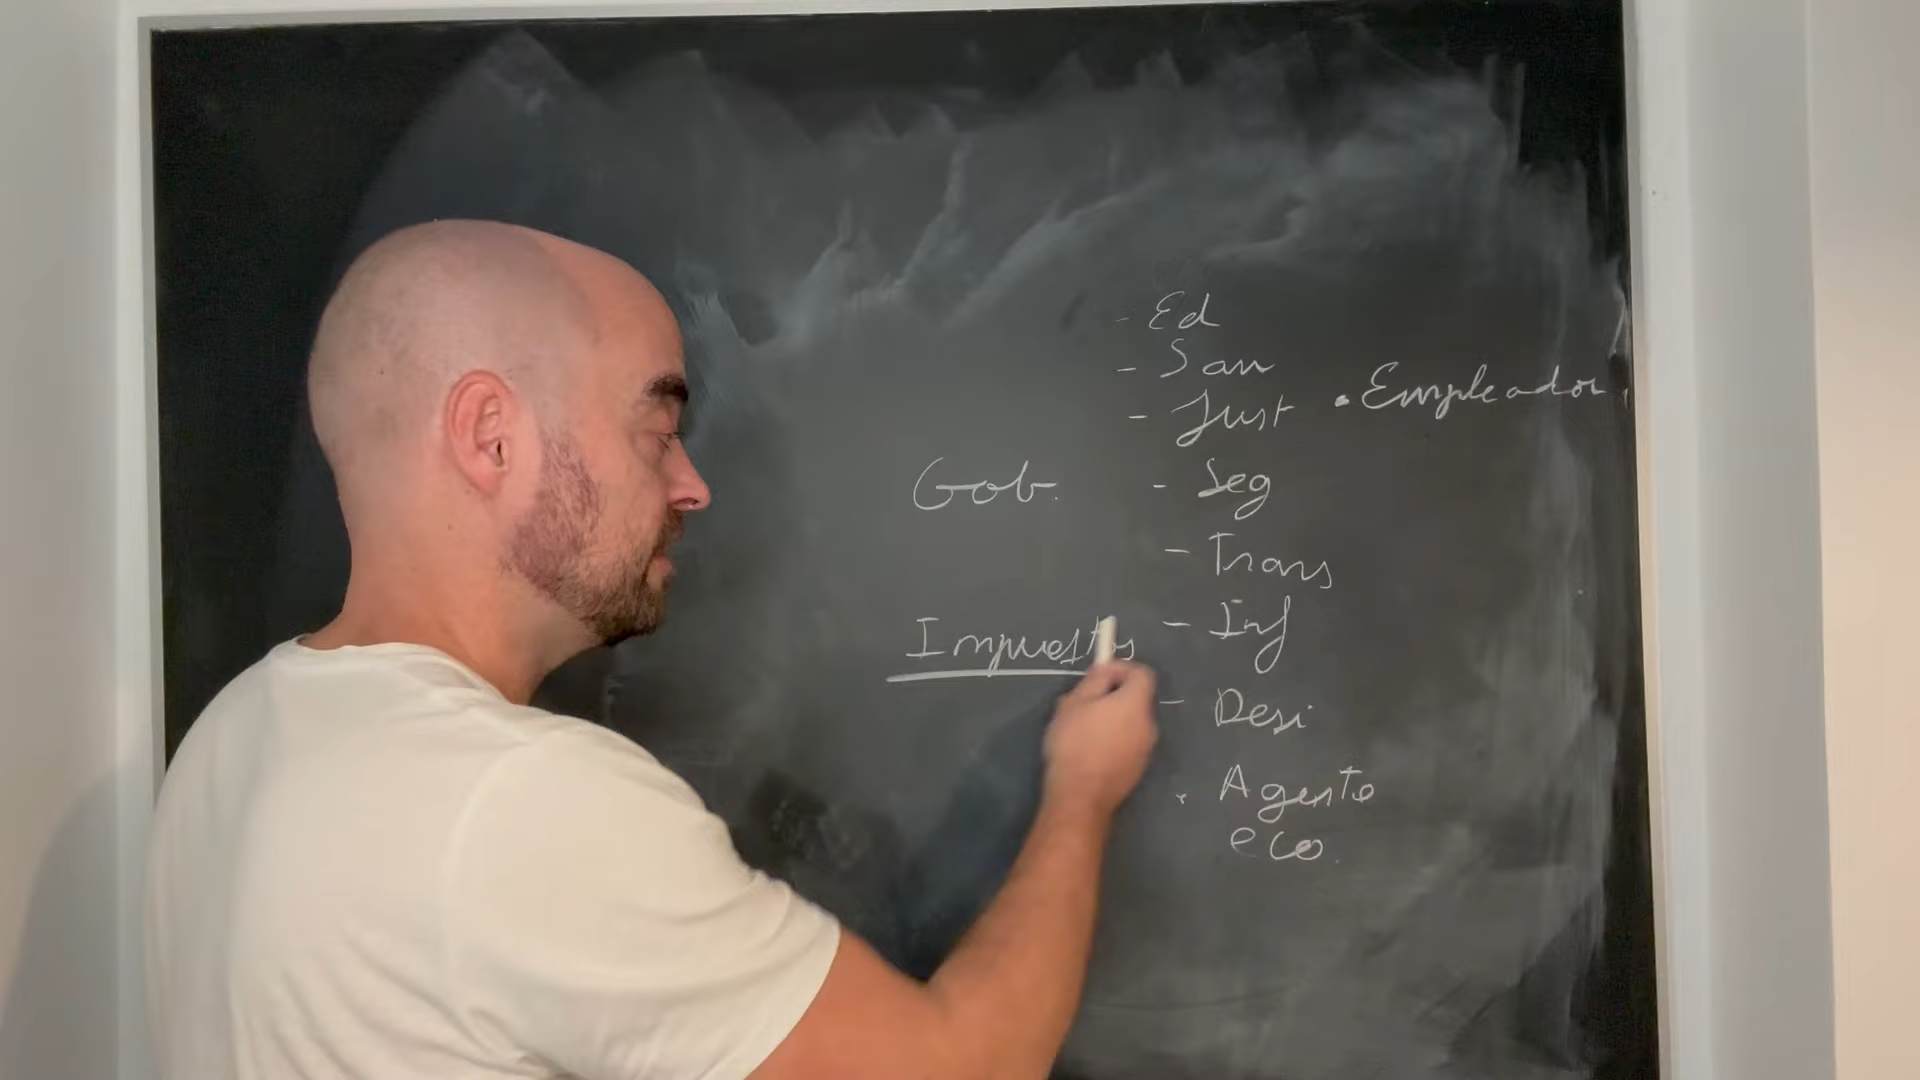 - Ed
- San
- Just
• Empleador
Gob.
- Seg
- Trans
Impuestos
- Inf
- Desi
• Agente
eco.